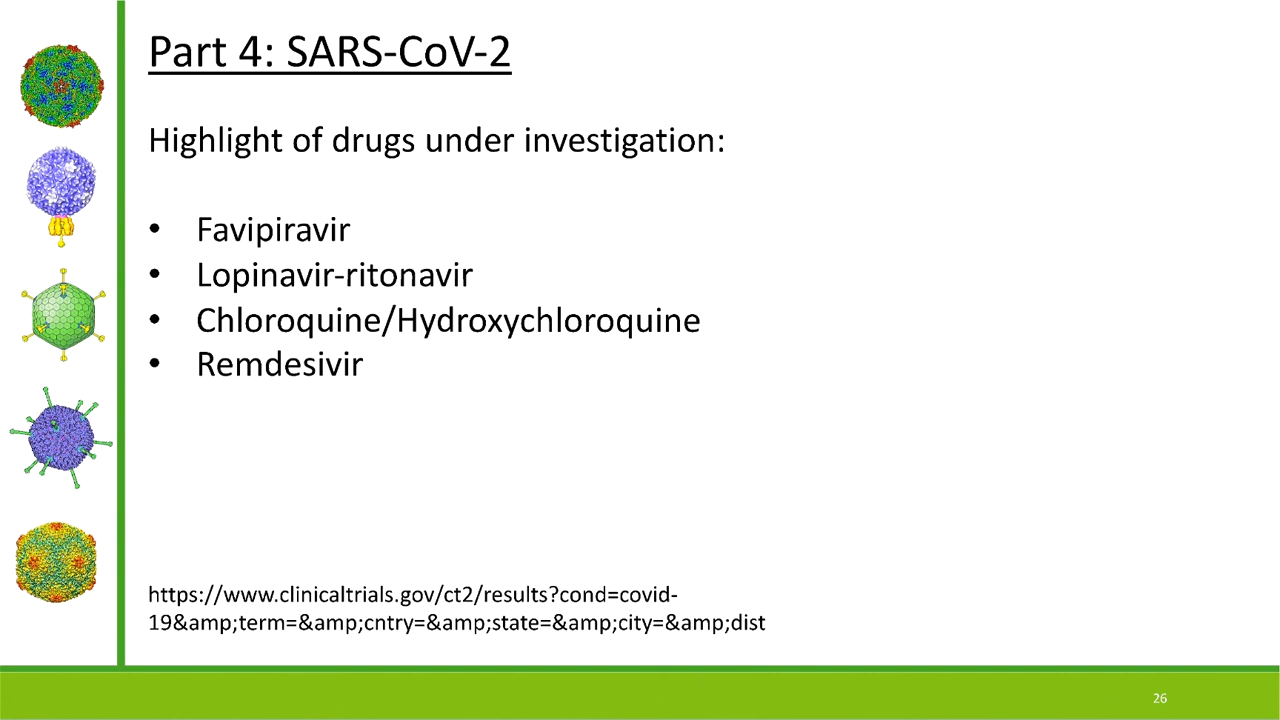 Part 4: SARS-CoV-2
Highlight of drugs under investigation:
• Favipiravir
• Lopinavir-ritonavir
• Chloroquine/Hydroxychloroquine
• Remdesivir
https://www.clinicaltrials.gov/ct2/results?cond=covid-
19&amp;term=&amp;cntry=&amp;state=&amp;city=&amp;dist
26